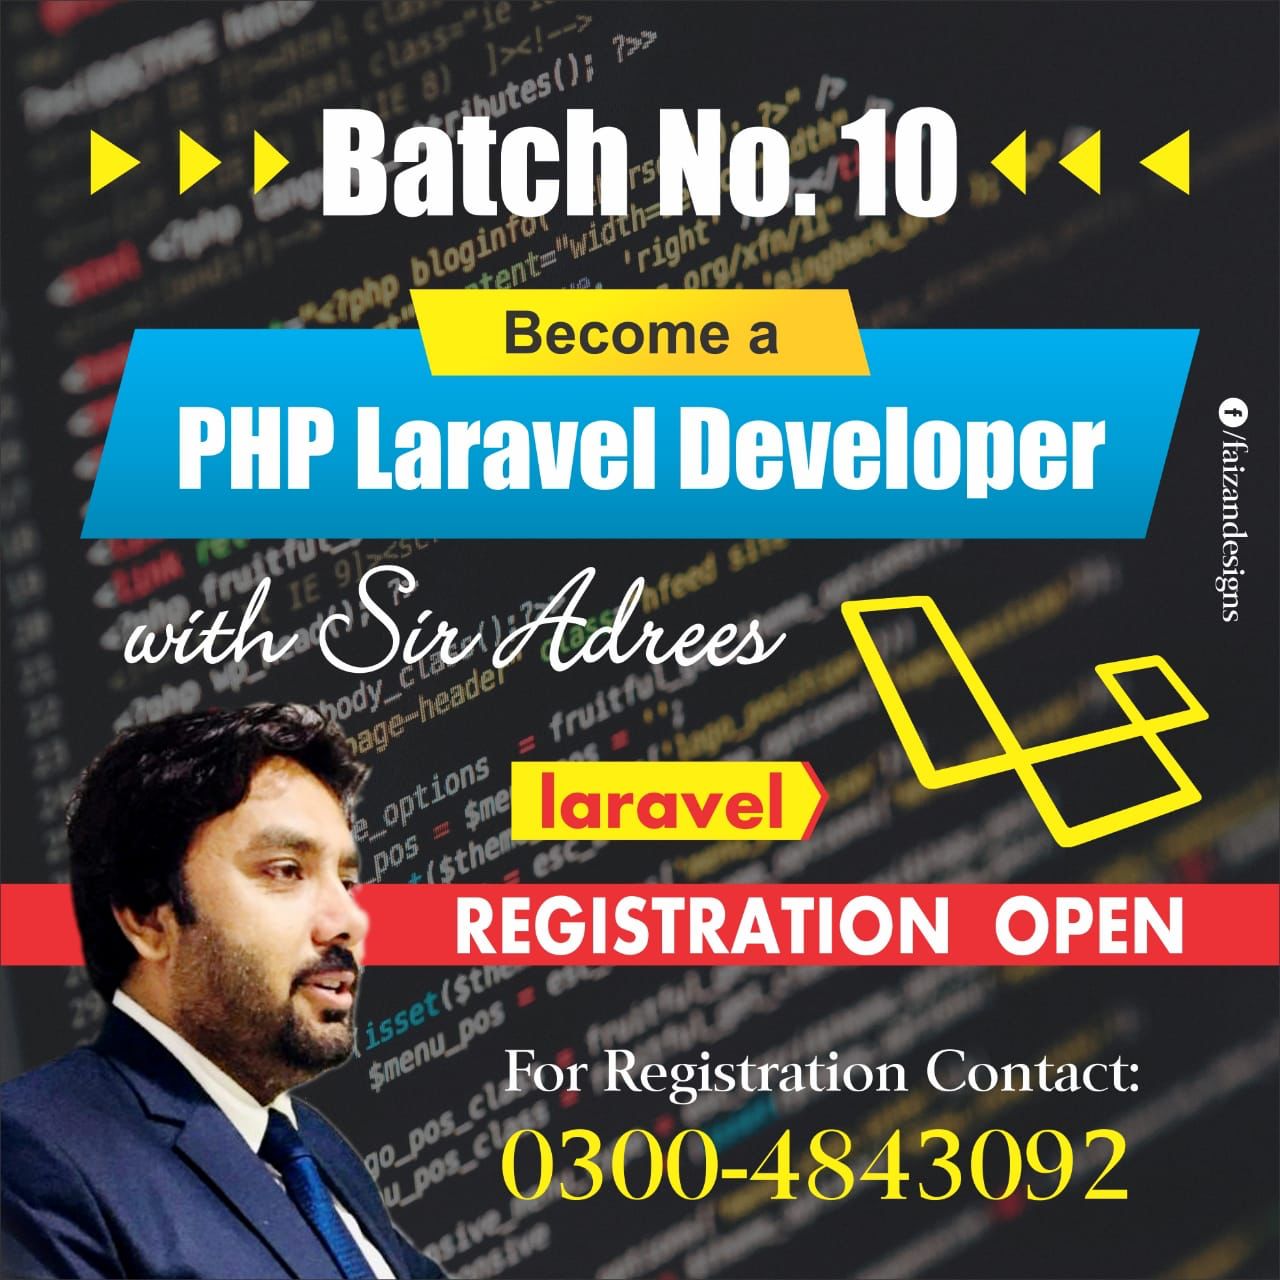 Batch No. 10
Become a
PHP Laravel Developer
with Sir Adrees
/faizandesigns
laravel
REGISTRATION OPEN
For Registration Contact:
0300-4843092